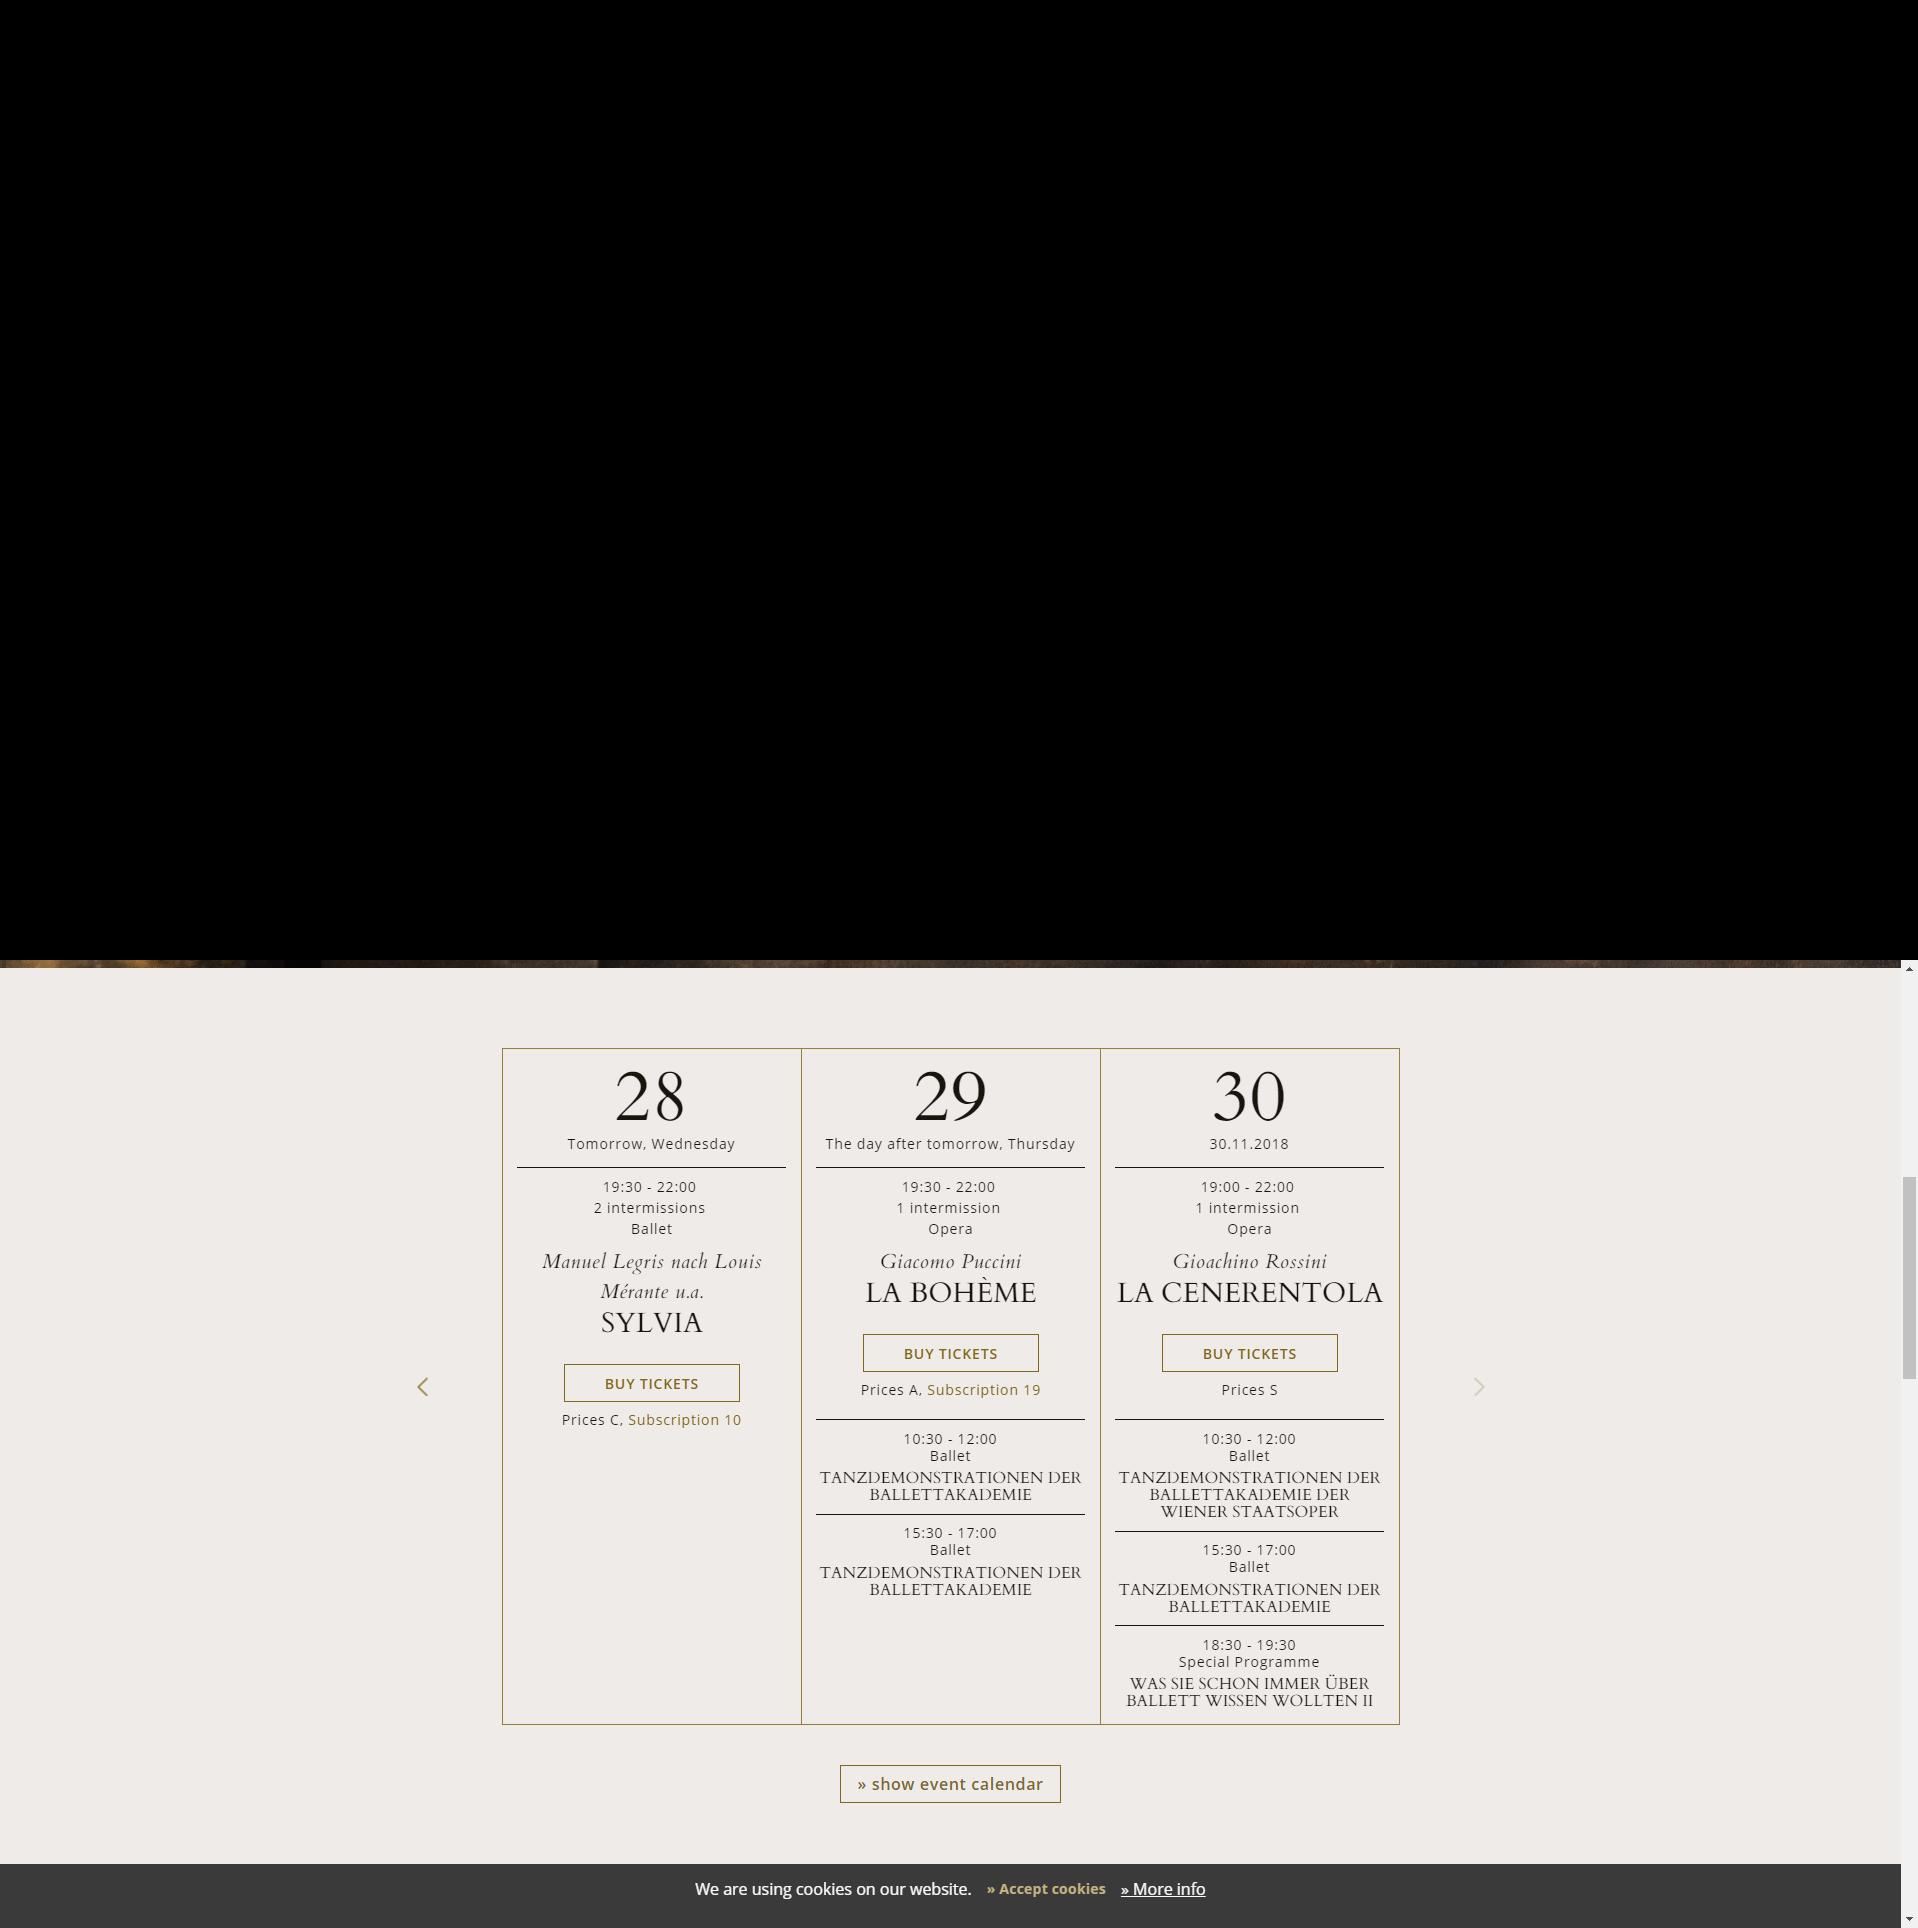 28
Tomorrow, Wednesday
19:30 - 22:00
2 intermissions
Ballet
Manuel Legris nach Louis
Mérante u.a.
SYLVIA
BUY TICKETS
Prices C, Subscription 10
29
The day after tomorrow, Thursday
19:30 - 22:00
1 intermission
Opera
Giacomo Puccini
LA BOHÈME
BUY TICKETS
Prices A, Subscription 19
10:30 - 12:00
Ballet
TANZDEMONSTRATIONEN DER
BALLETTAKADEMIE
15:30 - 17:00
Ballet
TANZDEMONSTRATIONEN DER
BALLETTAKADEMIE
30
30.11.2018
19:00 - 22:00
1 intermission
Opera
Gioachino Rossini
LA CENERENTOLA
BUY TICKETS
Prices S
10:30 - 12:00
Ballet
TANZDEMONSTRATIONEN DER
BALLETTAKADEMIE DER
WIENER STAATSOPER
15:30 - 17:00
Ballet
TANZDEMONSTRATIONEN DER
BALLETTAKADEMIE
18:30 - 19:30
Special Programme
WAS SIE SCHON IMMER ÜBER
BALLETT WISSEN WOLLTEN II
» show event calendar
We are using cookies on our website. » Accept cookies » More info